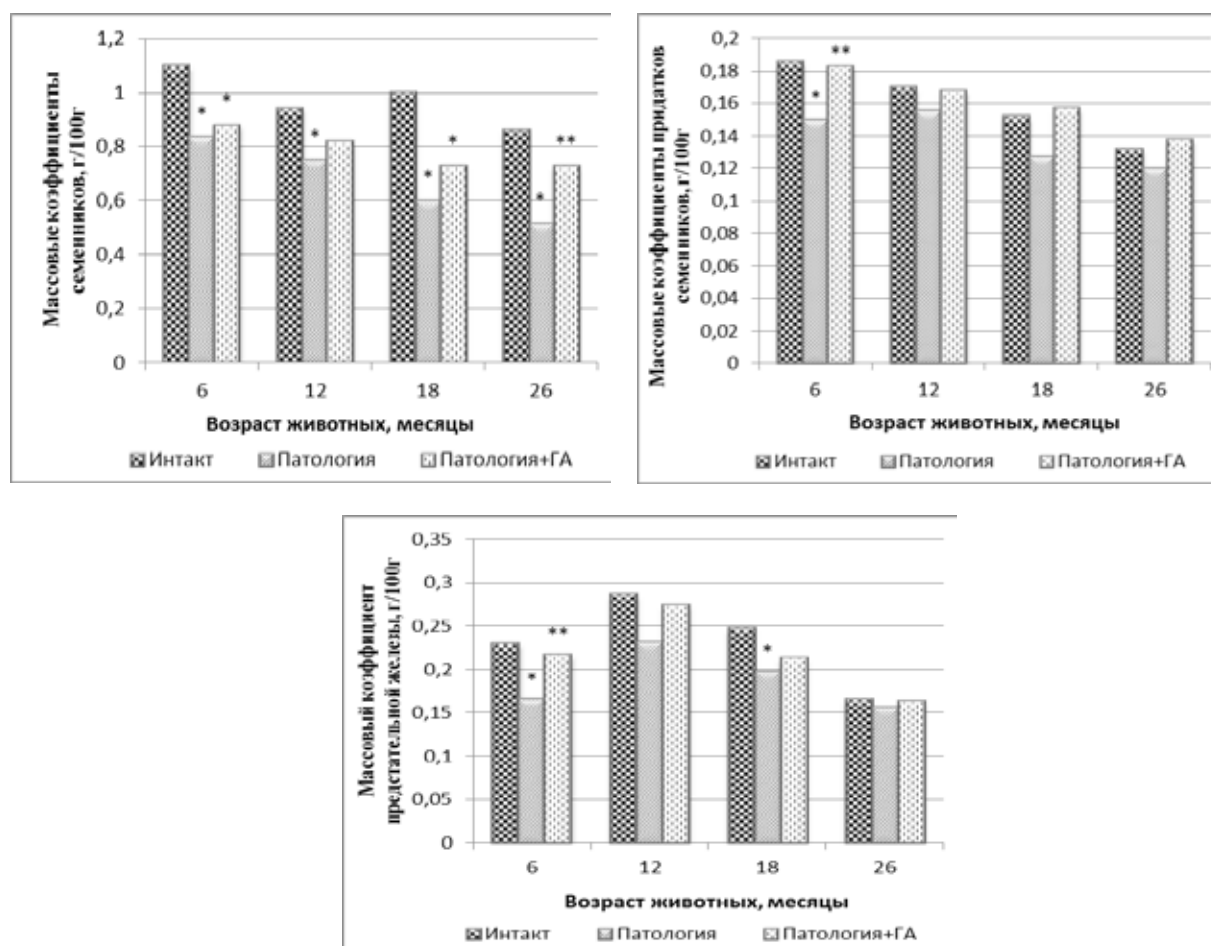 Массовые коэффициенты
семенников, г/100г
1,2
1
0,8
0,6
0,4
0,2
0
* *
*
* *
* **
6 12 18 26
Возраст животных, месяцы
Интакт Патология Патология+ГА
Массовые коэффициенты придатков
семенников, г/100г
0,2
0,18
0,16
0,14
0,12
0,1
0,08
0,06
0,04
0,02
0
* **
6 12 18 26
Возраст животных, месяцы
Интакт Патология Патология+ГА
Массовый коэффициент
предстательной железы, г/100г
0,35
0,3
0,25
0,2
0,15
0,1
0,05
0
* **
*
6 12 18 26
Возраст животных, месяцы
Интакт Патология Патология+ГА